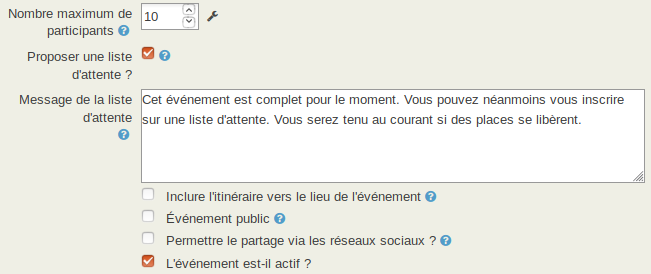 Nombre maximum de
participants
10
Proposer une liste
d'attente ?
Message de la liste
d'attente
Cet événement est complet pour le moment. Vous pouvez néanmoins vous inscrire
sur une liste d'attente. Vous serez tenu au courant si des places se libèrent.
Inclure l'itinéraire vers le lieu de l'événement
Événement public
Permettre le partage via les réseaux sociaux ?
L'événement est-il actif ?